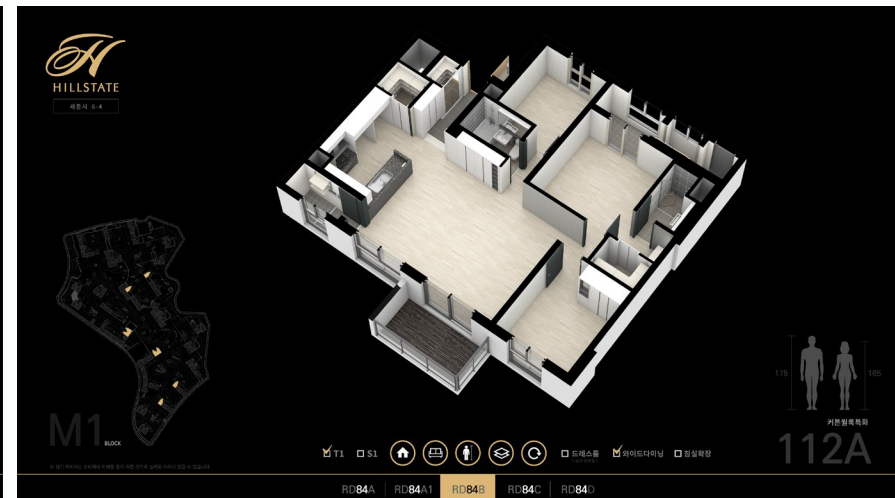 H
HILLSTATE
세종시 6-4
M1 BLOCK
175
165
커튼월룩특화
112A
T1
S1
드레스룸
와이드다이닝
침실확장
RD84A
RD84A1
RD84B
RD84C
RD84D